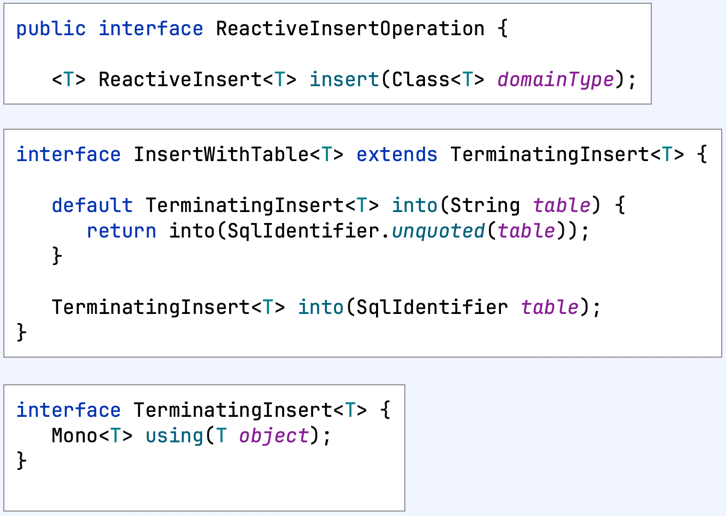 public interface ReactiveInsertOperation {
<T> ReactiveInsert<T> insert(Class<T> domainType);
interface InsertWithTable<T> extends TerminatingInsert<T> {
default TerminatingInsert<T> into(String table) {
return into(SqlIdentifier.unquoted(table));
}
TerminatingInsert<T> into(SqlIdentifier table);
}
interface TerminatingInsert<T> {
Mono<T> using(T object);
}